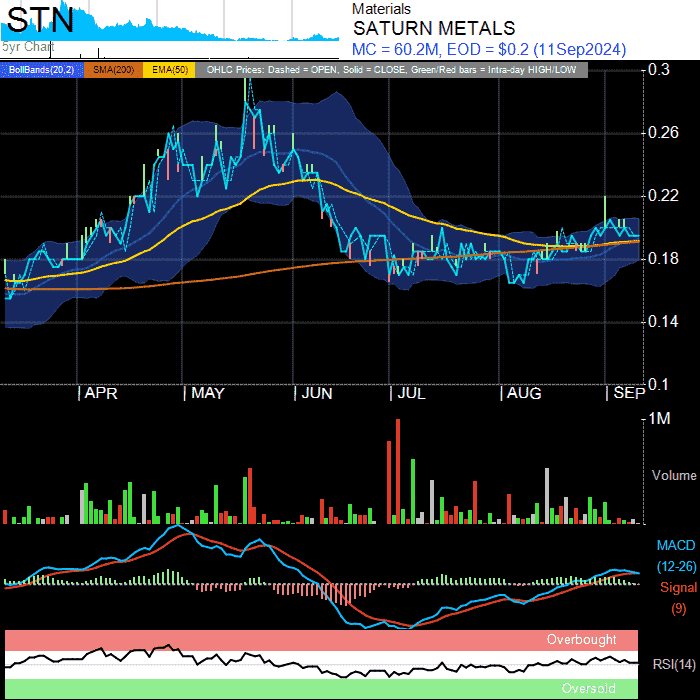 STN
5yr Chart
Materials
SATURN METALS
MC = 60.2M, EOD = $0.2 (11Sep2024)
BollBands(20,2) SMA(200) EMA(50) OHLC Prices: Dashed = OPEN, Solid = CLOSE, Green/Red bars = Intra-day HIGH/LOW
0.3
0.26
0.22
0.18
0.14
0.1
APR MAY JUN JUL AUG SEP
1M
Volume
MACD
(12-26)
Signal
(9)
Overbought
RSI(14)
Oversold